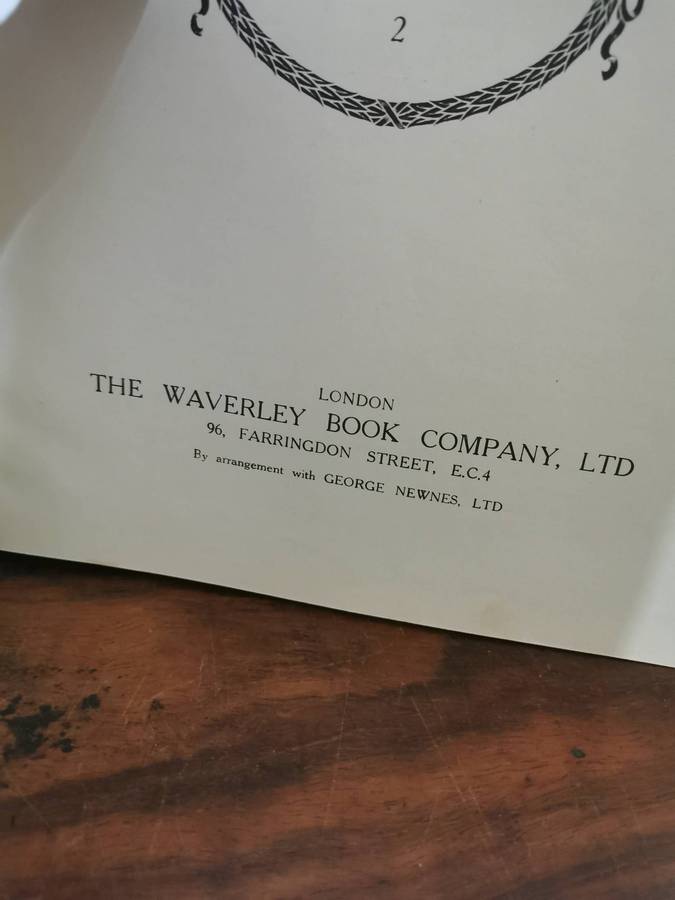 2
LONDON
THE WAVERLEY BOOK COMPANY, LTD
96, FARRINGDON STREET, E.C.4
By arrangement with GEORGE NEWNES, LTD